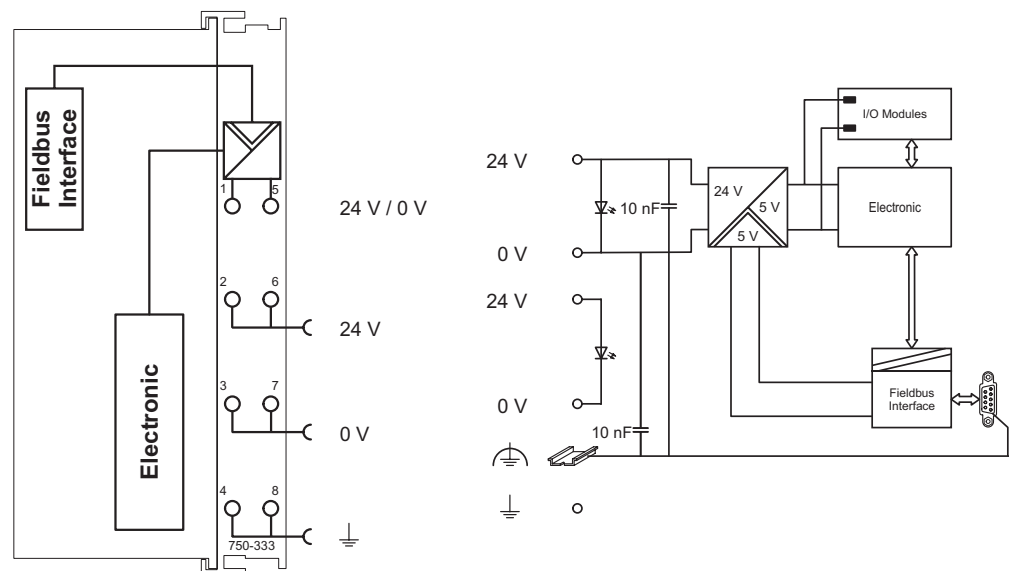 Fieldbus
Interface
Electronic
1
5
24 V / 0 V
2
6
24 V
3
7
0 V
4
8
750-333
24 V
10 nF
0 V
24 V
0 V
10 nF
24 V
5 V
5 V
I/O Modules
Electronic
Fieldbus
Interface